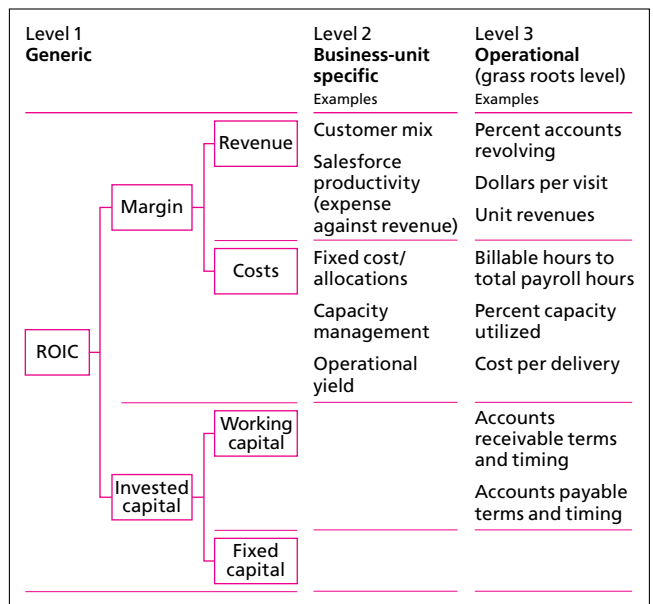 Level 1
Generic
Level 2
Business-unit
specific
Examples
Level 3
Operational
(grass roots level)
Examples
ROIC
Margin
Revenue
Customer mix
Salesforce
productivity
(expense
against revenue)
Percent accounts
revolving
Dollars per visit
Unit revenues
Costs
Fixed cost/
allocations
Capacity
management
Operational
yield
Billable hours to
total payroll hours
Percent capacity
utilized
Cost per delivery
Invested
capital
Working
capital
Accounts
receivable terms
and timing
Accounts payable
terms and timing
Fixed
capital